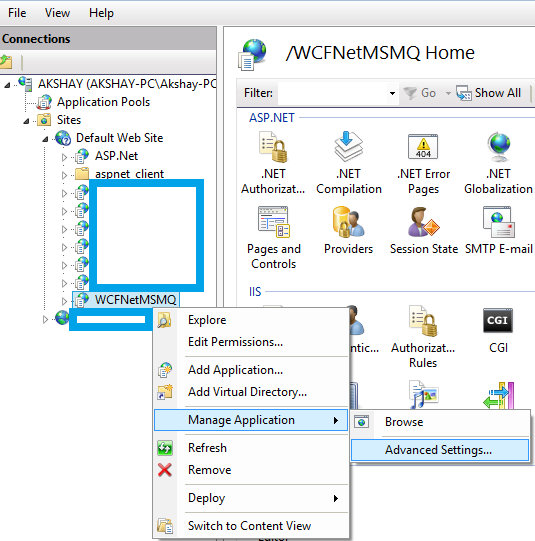 File View Help
Connections
AKSHAY (AKSHAY-PC\Akshay-PC
Application Pools
Sites
Default Web Site
ASP.Net
aspnet_client
WCFNetMSMQ
/WCFNetMSMQ Home
Filter: Go Show All
ASP.NET
.NET Authorizat...
.NET Compilation
.NET Error Pages
.NET Globalization
404
Pages and Controls
Providers
Session State
SMTP E-mail
IIS
entic...
Authorizat... Rules
CGI
CGI
Explore
Edit Permissions...
Add Application...
Add Virtual Directory...
Manage Application
Refresh
Remove
Deploy
Switch to Content View
Browse
Advanced Settings...